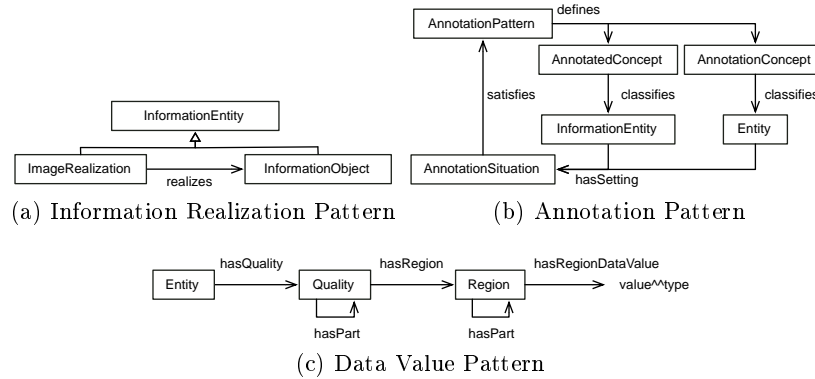 InformationEntity
ImageRealization
realizes
InformationObject
(a) Information Realization Pattern
AnnotationPattern
defines
AnnotatedConcept
AnnotationConcept
satisfies
classifies
classifies
InformationEntity
Entity
AnnotationSituation
hasSetting
(b) Annotation Pattern
Entity
hasQuality
Quality
hasPart
hasRegion
Region
hasPart
hasRegionDataValue
value^^type
(c) Data Value Pattern